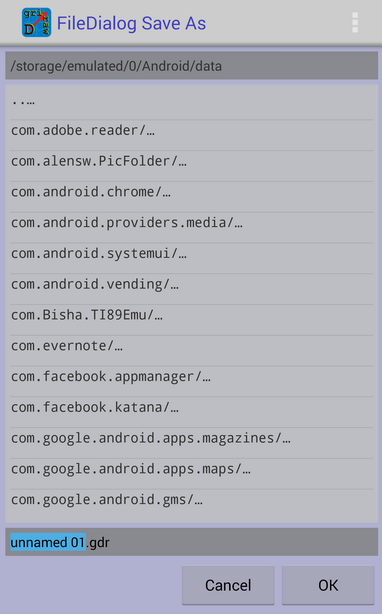 gri
D raw
FileDialog Save As
/storage/emulated/0/Android/data
..…
com.adobe.reader/…
com.alensw.PicFolder/…
com.android.chrome/…
com.android.providers.media/…
com.android.systemui/…
com.android.vending/…
com.Bisha.TI89Emu/…
com.evernote/…
com.facebook.appmanager/…
com.facebook.katana/…
com.google.android.apps.magazines/…
com.google.android.apps.maps/…
com.google.android.gms/…
unnamed 01.gdr
Cancel OK